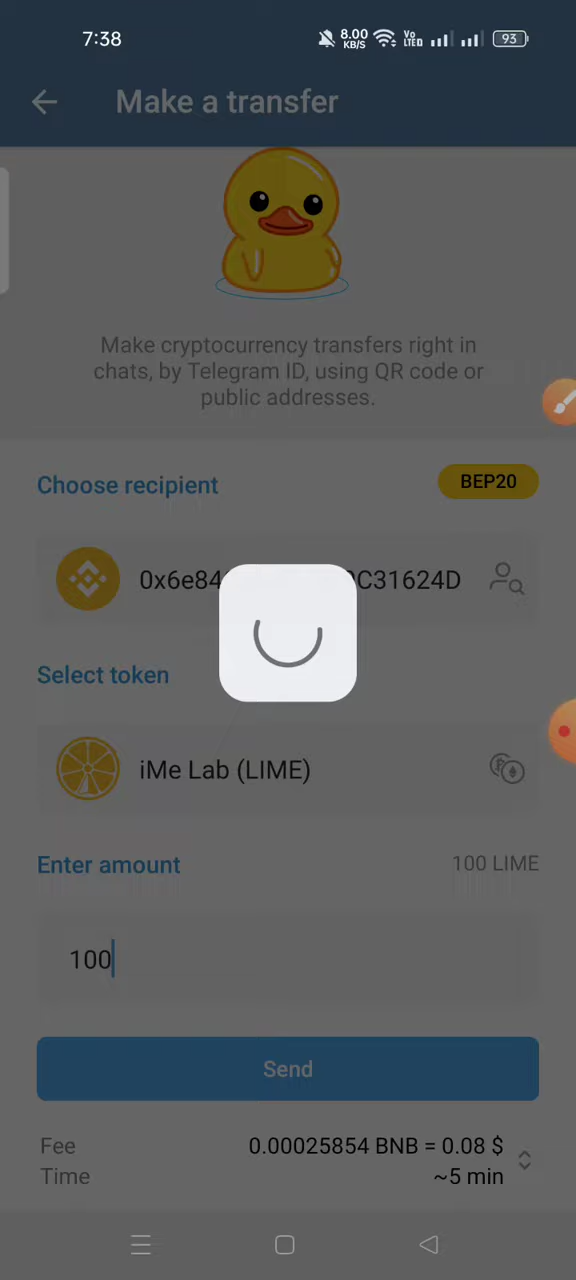 7:38
8.00 KB/S
Vo LTED
93
Make a transfer
Make cryptocurrency transfers right in
chats, by Telegram ID, using QR code or
public addresses.
Choose recipient
BEP20
0x6e84 C31624D
Select token
iMe Lab (LIME)
Enter amount
100 LIME
100
Send
Fee 0.00025854 BNB = 0.08 $
Time ~5 min